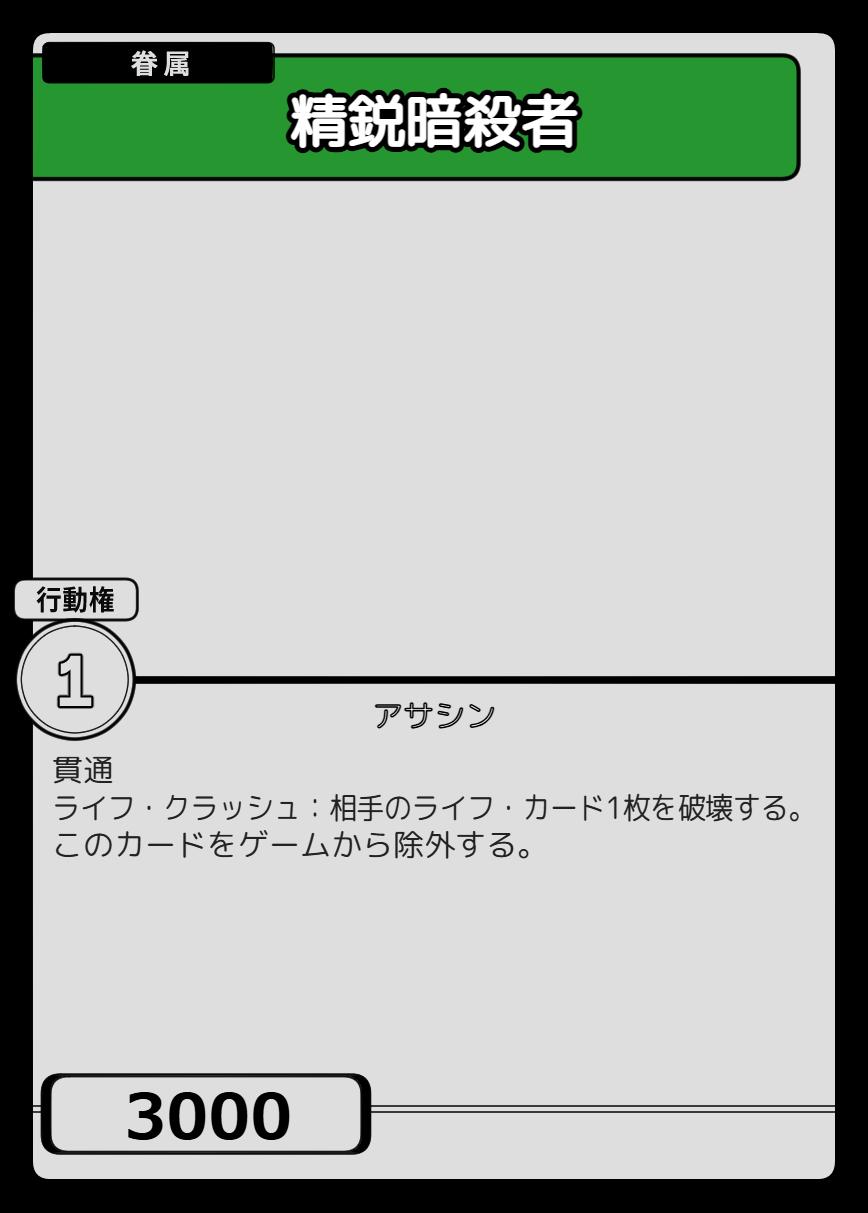 眷属
精鋭暗殺者
行動権
1
アサシン
貫通
ライフ・クラッシュ：相手のライフ・カード1枚を破壊する。
このカードをゲームから除外する。
3000